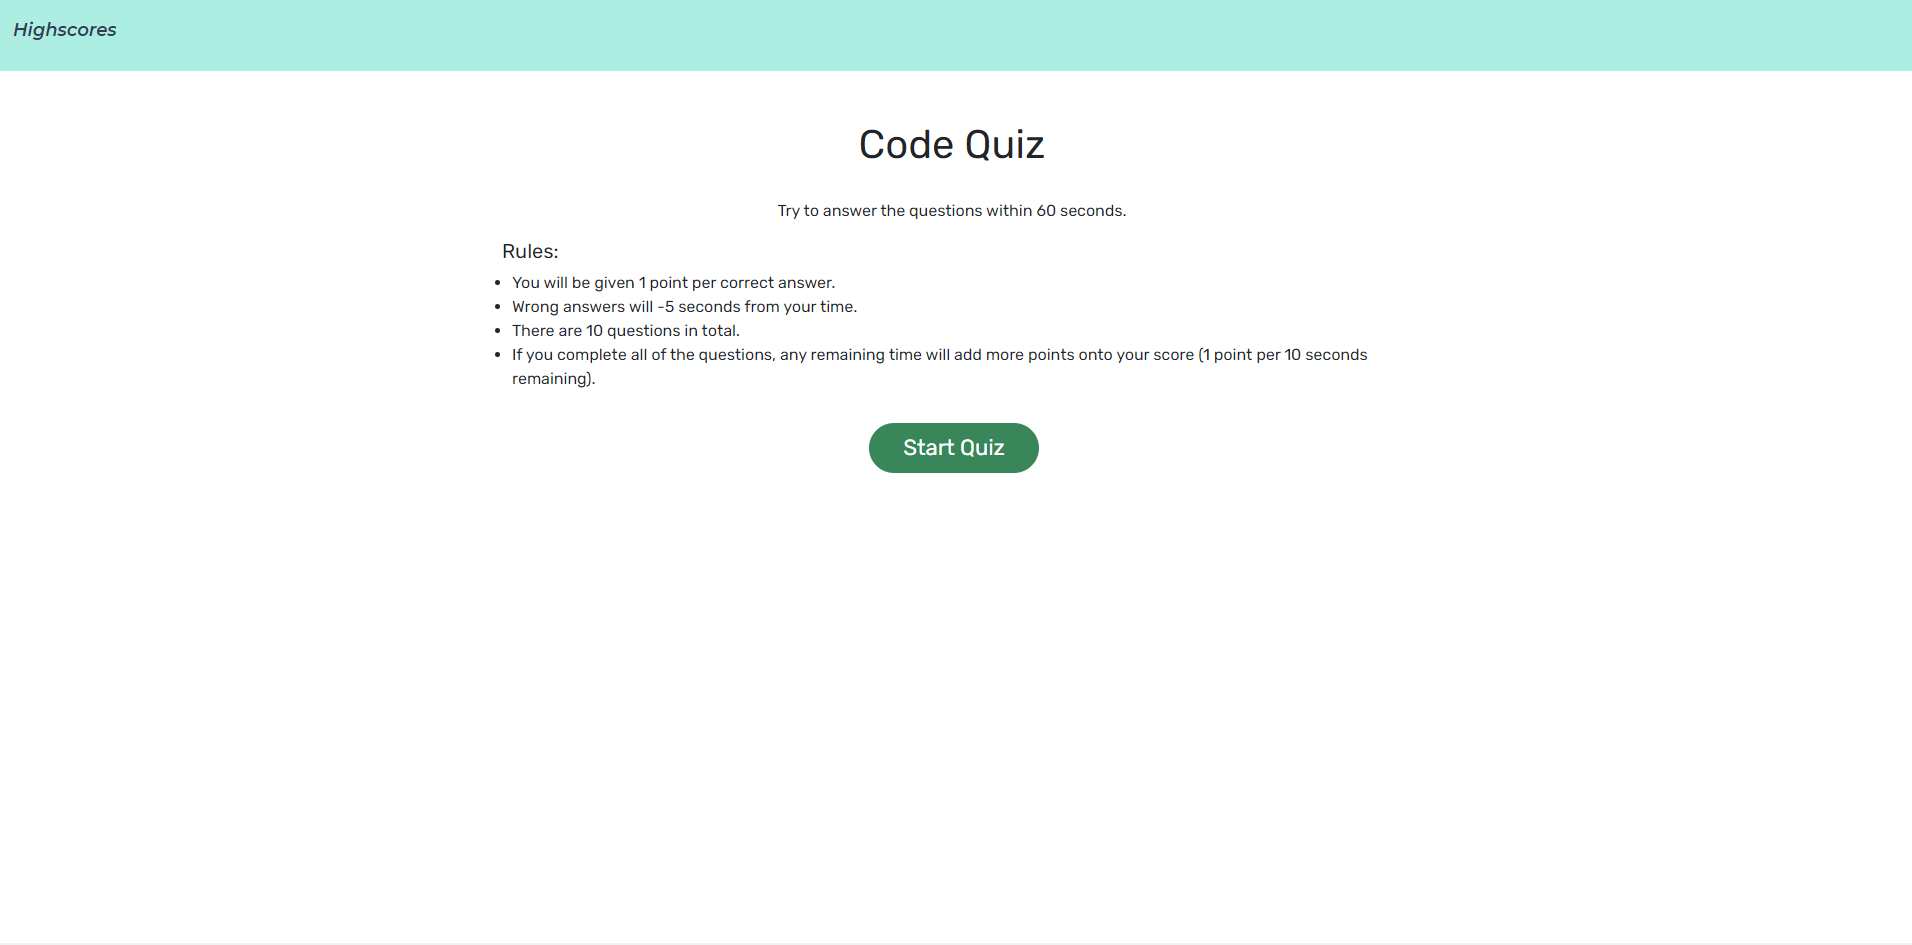 Highscores
Code Quiz
Try to answer the questions within 60 seconds.
Rules:
• You will be given 1 point per correct answer.
• Wrong answers will -5 seconds from your time.
• There are 10 questions in total.
• If you complete all of the questions, any remaining time will add more points onto your score (1 point per 10 seconds
remaining).
Start Quiz